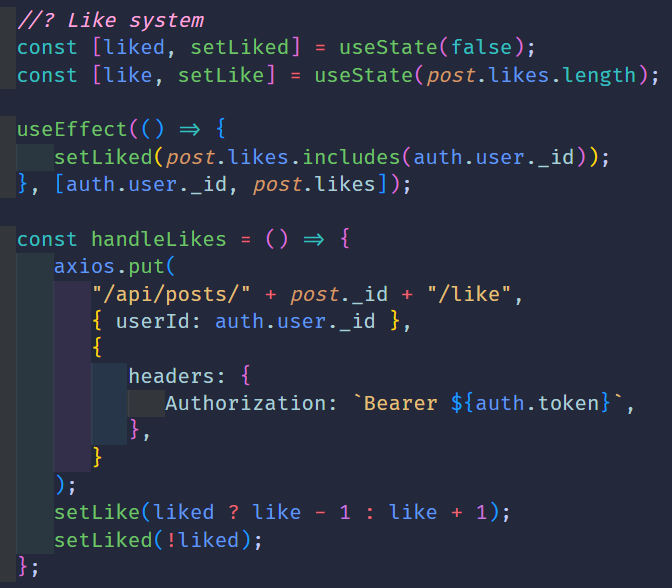 //? Like system
const [liked, setLiked] = useState(false);
const [like, setLike] = useState(post.likes.length);
useEffect(() => {
setLiked(post.likes.includes(auth.user._id));
}, [auth.user._id, post.likes]);
const handleLikes = () => {
axios.put(
"/api/posts/" + post._id + "/like",
{ userId: auth.user._id },
{
headers: {
Authorization: `Bearer ${auth.token}`,
},
}
);
setLike(liked ? like - 1 : like + 1);
setLiked(!liked);
};